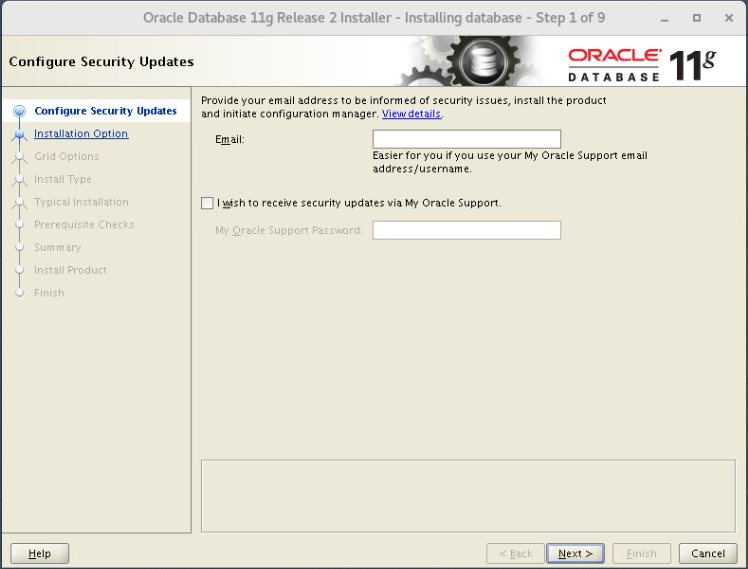 Oracle Database 11g Release 2 Installer - Installing database - Step 1 of 9
Configure Security Updates
ORACLE
DATABASE
11g
Configure Security Updates
Installation Option
Grid Options
Install Type
Typical Installation
Prerequisite Checks
Summary
Install Product
Finish
Provide your email address to be informed of security issues, install the product
and initiate configuration manager. View details.
Email:
Easier for you if you use your My Oracle Support email
address/username.
I wish to receive security updates via My Oracle Support.
My Oracle Support Password:
Help
< Back
Next >
Finish
Cancel